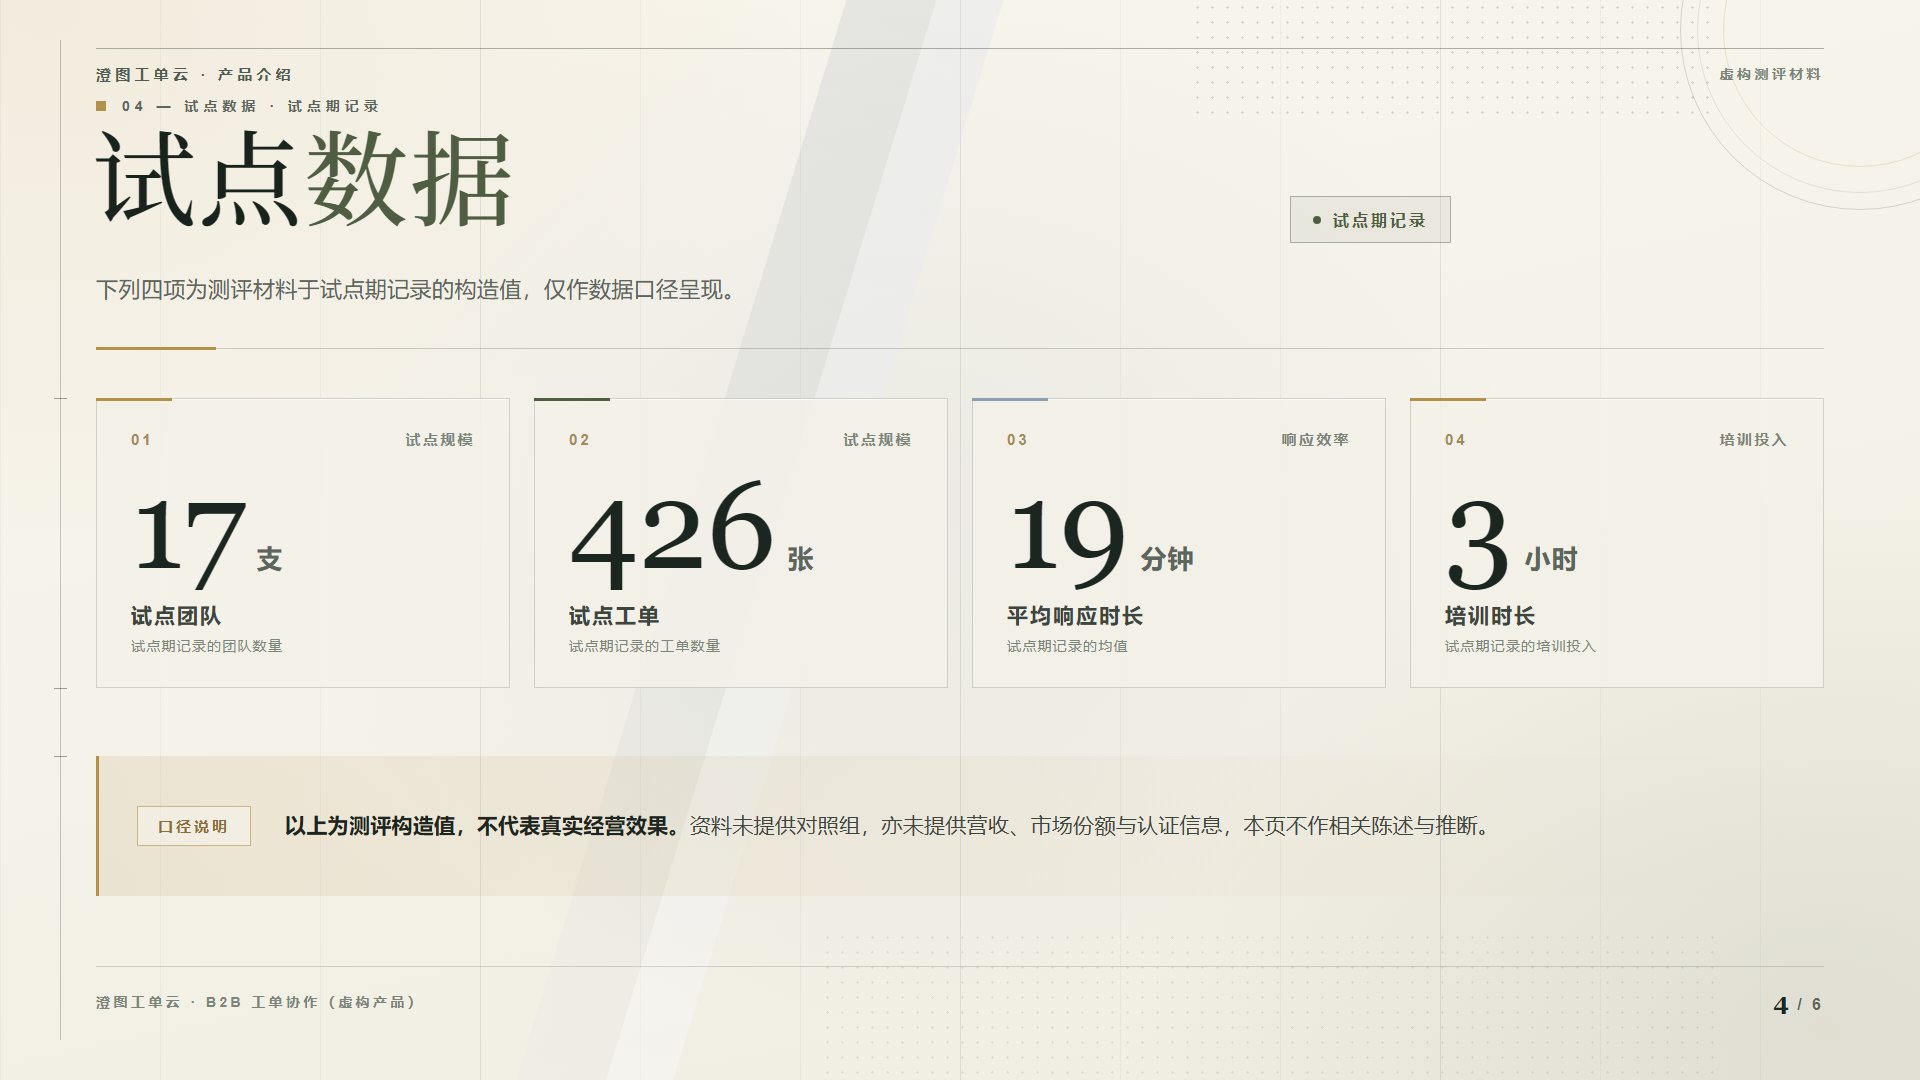 澄图工单云 · 产品介绍
虚构测评材料
04 — 试点数据 · 试点期记录
试点数据
试点期记录
下列四项为测评材料于试点期记录的构造值，仅作数据口径呈现。
01 试点规模
17 支
试点团队
试点期记录的团队数量
02 试点规模
426 张
试点工单
试点期记录的工单数量
03 响应效率
19 分钟
平均响应时长
试点期记录的均值
04 培训投入
3 小时
培训时长
试点期记录的培训投入
口径说明
以上为测评构造值，不代表真实经营效果。资料未提供对照组，亦未提供营收、市场份额与认证信息，本页不作相关陈述与推断。
澄图工单云 · B2B 工单协作（虚构产品）
4 / 6